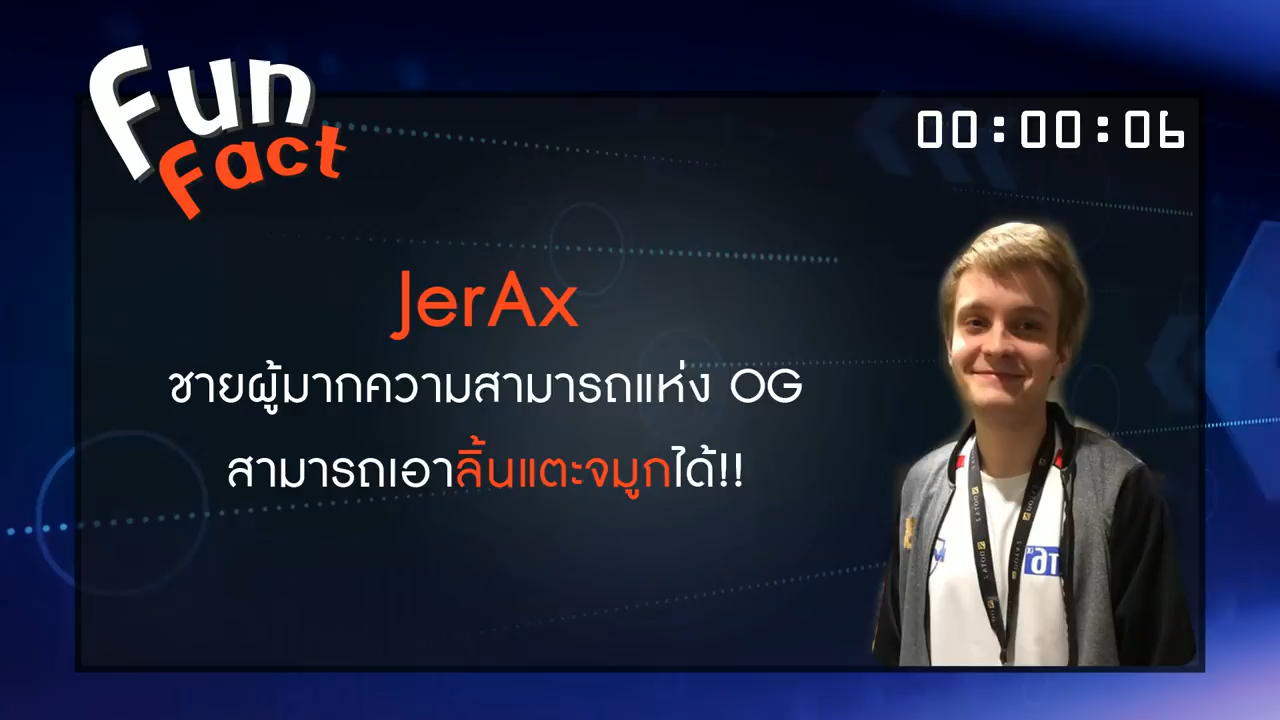 Fun
Fact
00:00:06
JerAx
ชายผู้มากความสามารถแห่ง OG
สามารถเอาลิ้นแตะจมูกได้!!